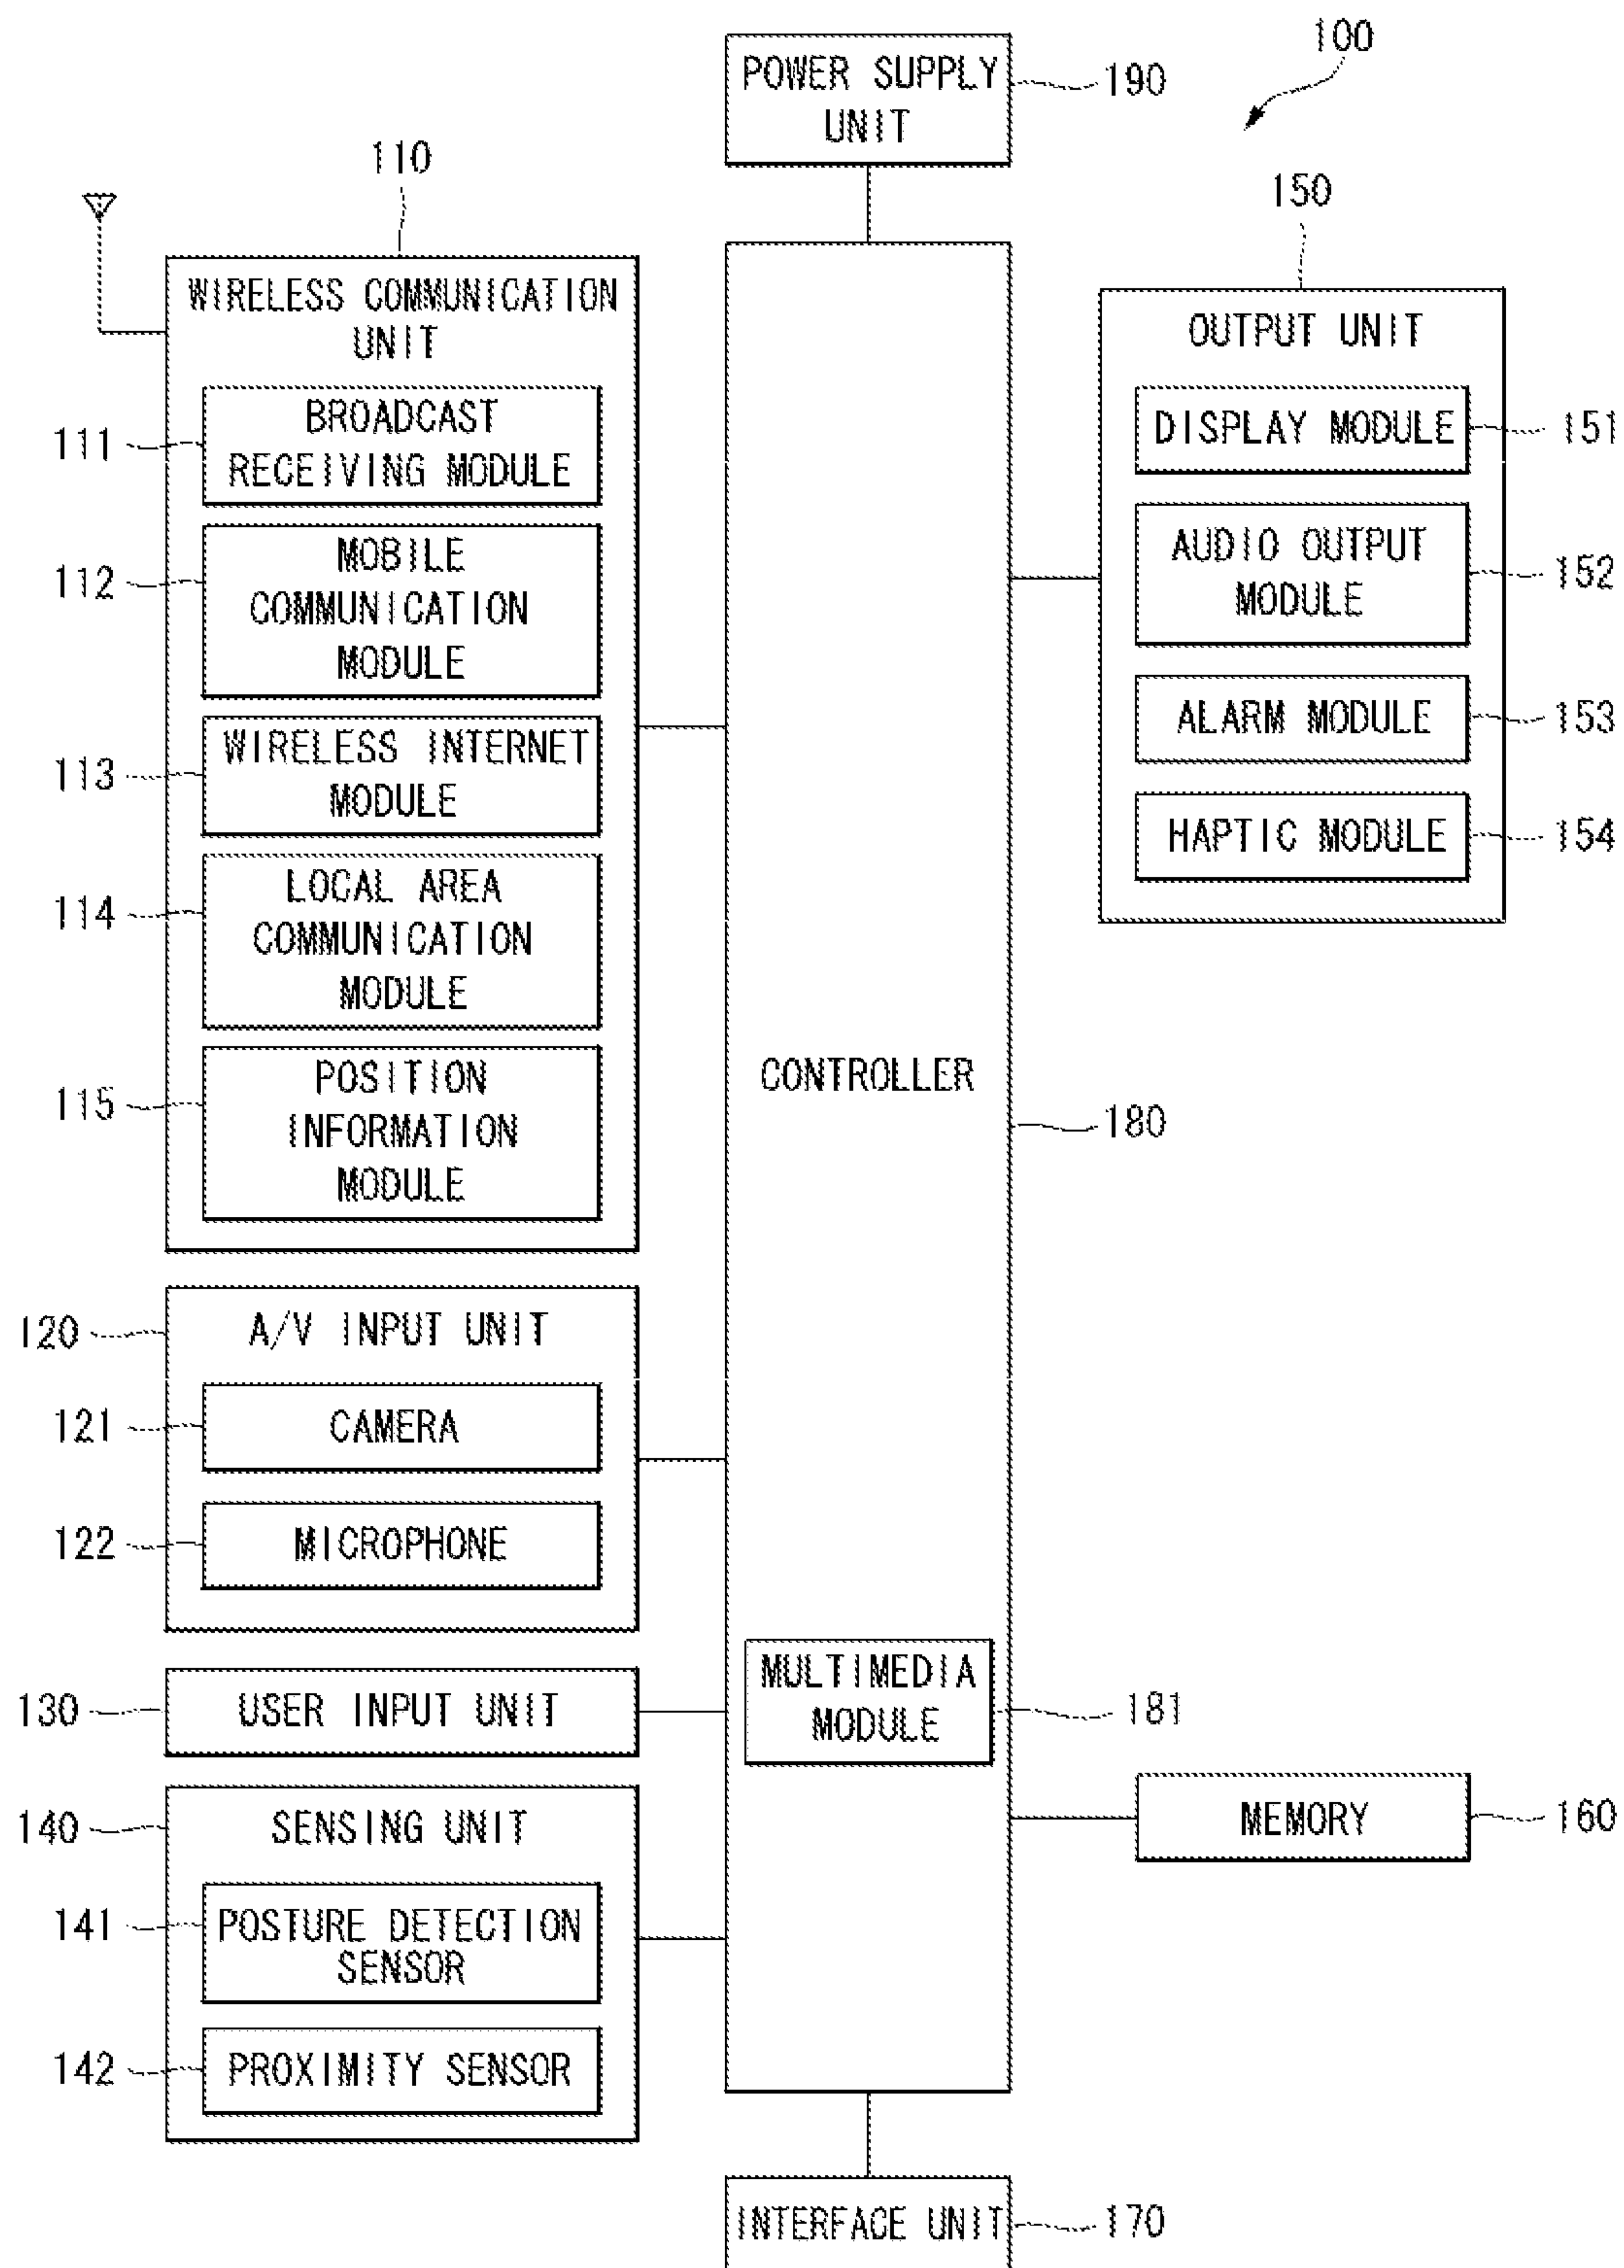 100
POWER SUPPLY
UNIT
190
110
150
WIRELESS COMMUNICATION
UNIT
111
BROADCAST
RECEIVING MODULE
112
MOBILE
COMMUNICATION
MODULE
113
WIRELESS INTERNET
MODULE
114
LOCAL AREA
COMMUNICATION
MODULE
115
POSITION
INFORMATION
MODULE
OUTPUT UNIT
DISPLAY MODULE
151
AUDIO OUTPUT
MODULE
152
ALARM MODULE
153
HAPTIC MODULE
154
CONTROLLER
180
120
A/V INPUT UNIT
121
CAMERA
122
MICROPHONE
130
USER INPUT UNIT
MULTIMEDIA
MODULE
181
140
SENSING UNIT
141
POSTURE DETECTION
SENSOR
142
PROXIMITY SENSOR
MEMORY
160
INTERFACE UNIT
170